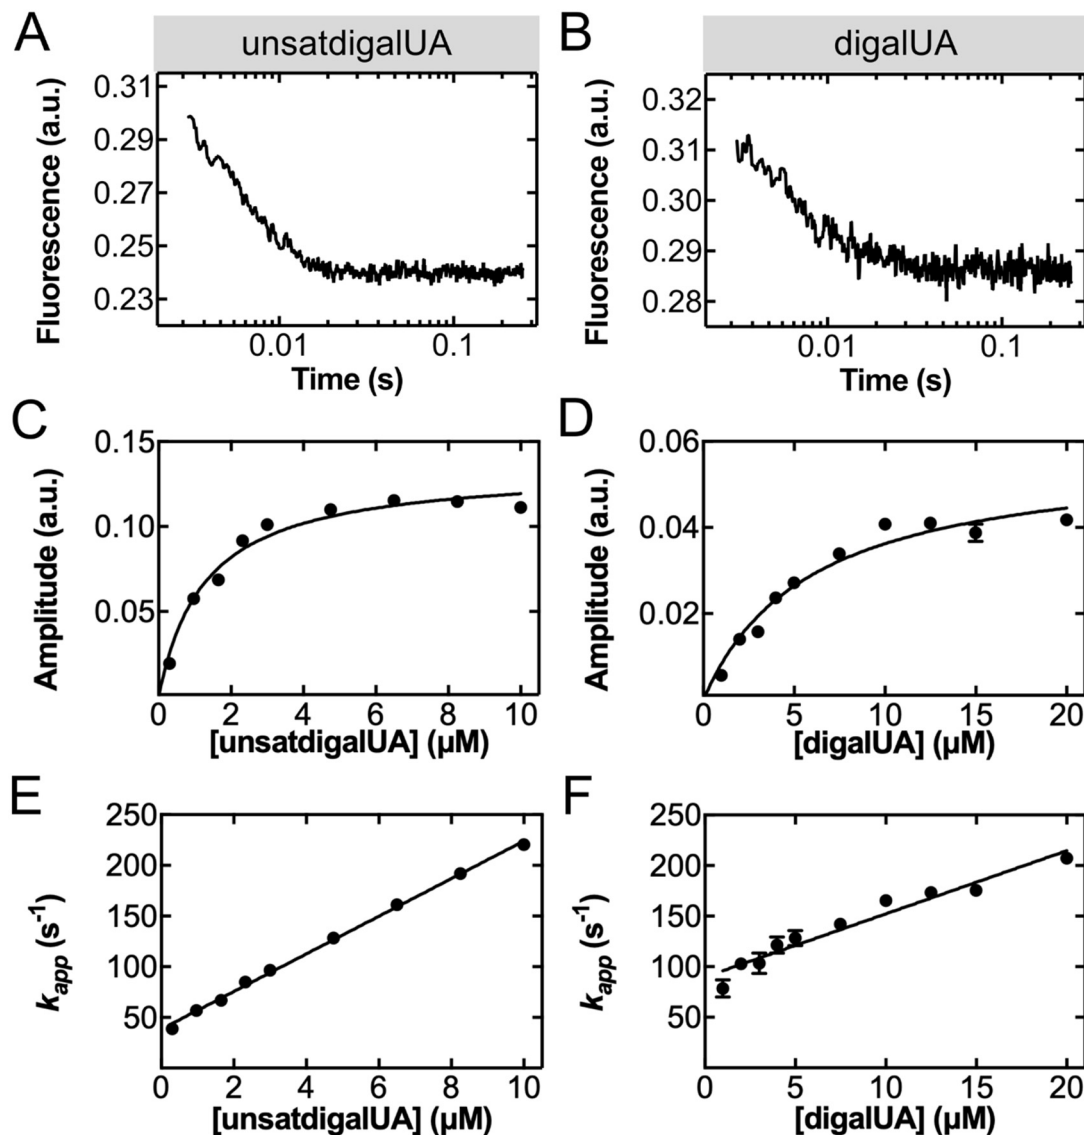 A
unsatdigalUA
B
digalUA
Fluorescence (a.u.)
0.31
0.29
0.27
0.25
0.23
0.01
0.1
Time (s)
Fluorescence (a.u.)
0.32
0.31
0.30
0.29
0.28
0.01
0.1
Time (s)
C
Amplitude (a.u.)
0.15
0.10
0.05
0 2 4 6 8 10
[unsatdigalUA] (µM)
D
Amplitude (a.u.)
0.06
0.04
0.02
0 5 10 15 20
[digalUA] (µM)
E
k_app (s⁻¹)
250
200
150
100
50
0 2 4 6 8 10
[unsatdigalUA] (µM)
F
k_app (s⁻¹)
250
200
150
100
50
0 5 10 15 20
[digalUA] (µM)